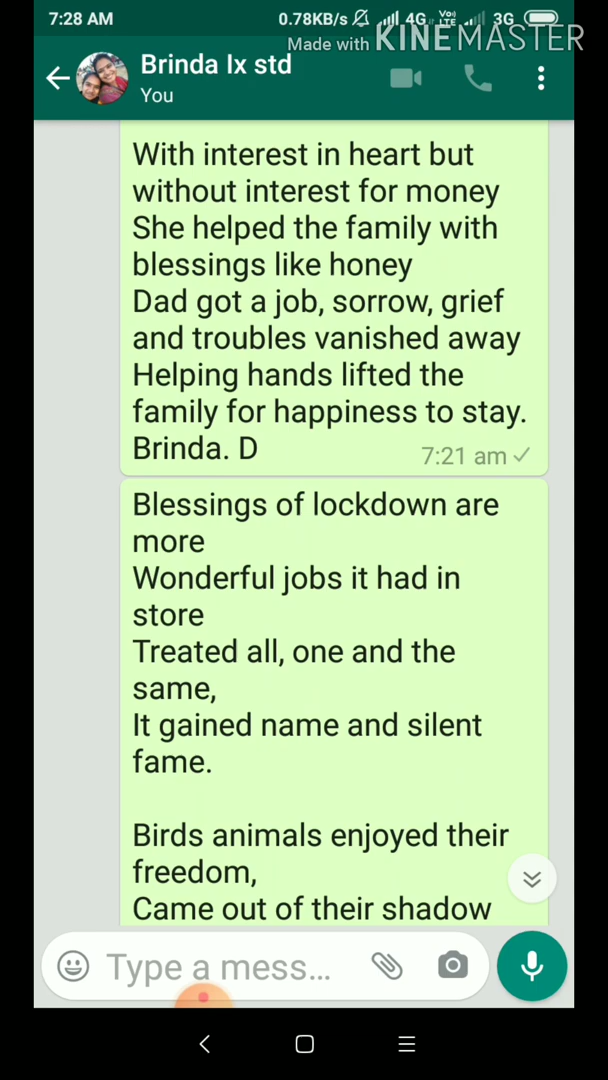 7:28 AM 0.78KB/s 4G Vo) LTE 3G
Made with KINEMASTER
Brinda Ix std
You
With interest in heart but
without interest for money
She helped the family with
blessings like honey
Dad got a job, sorrow, grief
and troubles vanished away
Helping hands lifted the
family for happiness to stay.
Brinda. D 7:21 am
Blessings of lockdown are
more
Wonderful jobs it had in
store
Treated all, one and the
same,
It gained name and silent
fame.
Birds animals enjoyed their
freedom,
Came out of their shadow
Type a mess...